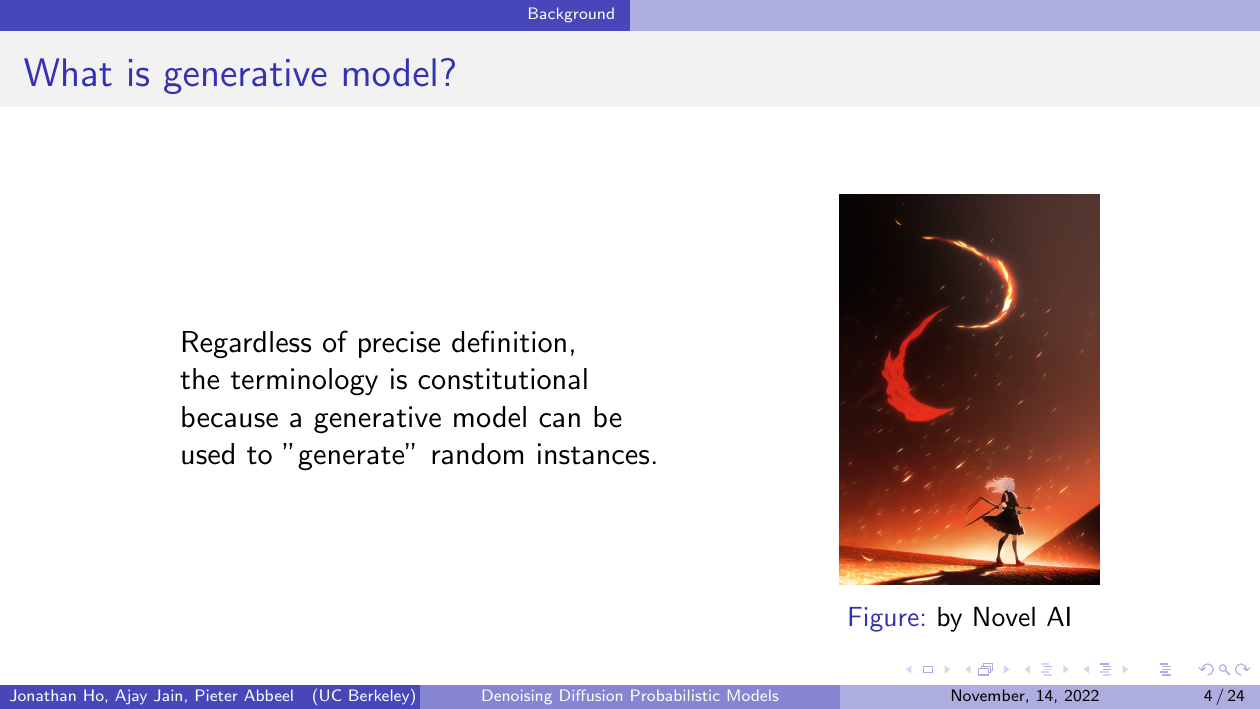 Background
What is generative model?
Regardless of precise definition,
the terminology is constitutional
because a generative model can be
used to ”generate” random instances.
Figure: by Novel AI
Jonathan Ho, Ajay Jain, Pieter Abbeel (UC Berkeley)
Denoising Diffusion Probabilistic Models
November, 14, 2022
4 / 24